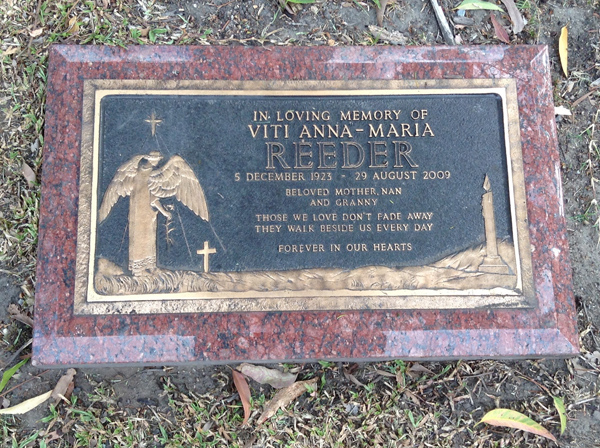 IN LOVING MEMORY OF
VITI ANNA-MARIA
REEDER
5 DECEMBER 1923 - 29 AUGUST 2009
BELOVED MOTHER, NAN
AND GRANNY
THOSE WE LOVE DON'T FADE AWAY
THEY WALK BESIDE US EVERY DAY
FOREVER IN OUR HEARTS